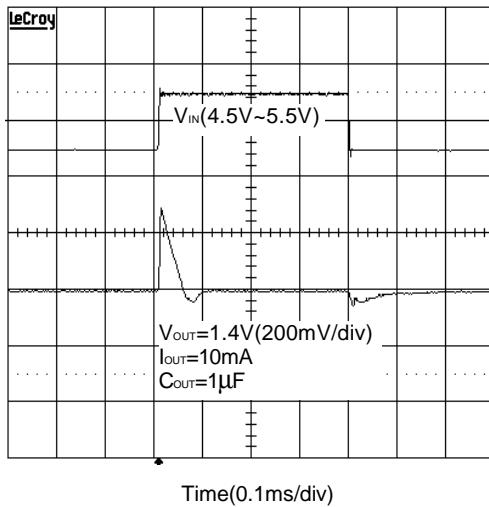 LeCroy
VIN(4.5V~5.5V)
VOUT=1.4V(200mV/div)
IOUT=10mA
COUT=1μF
Time(0.1ms/div)